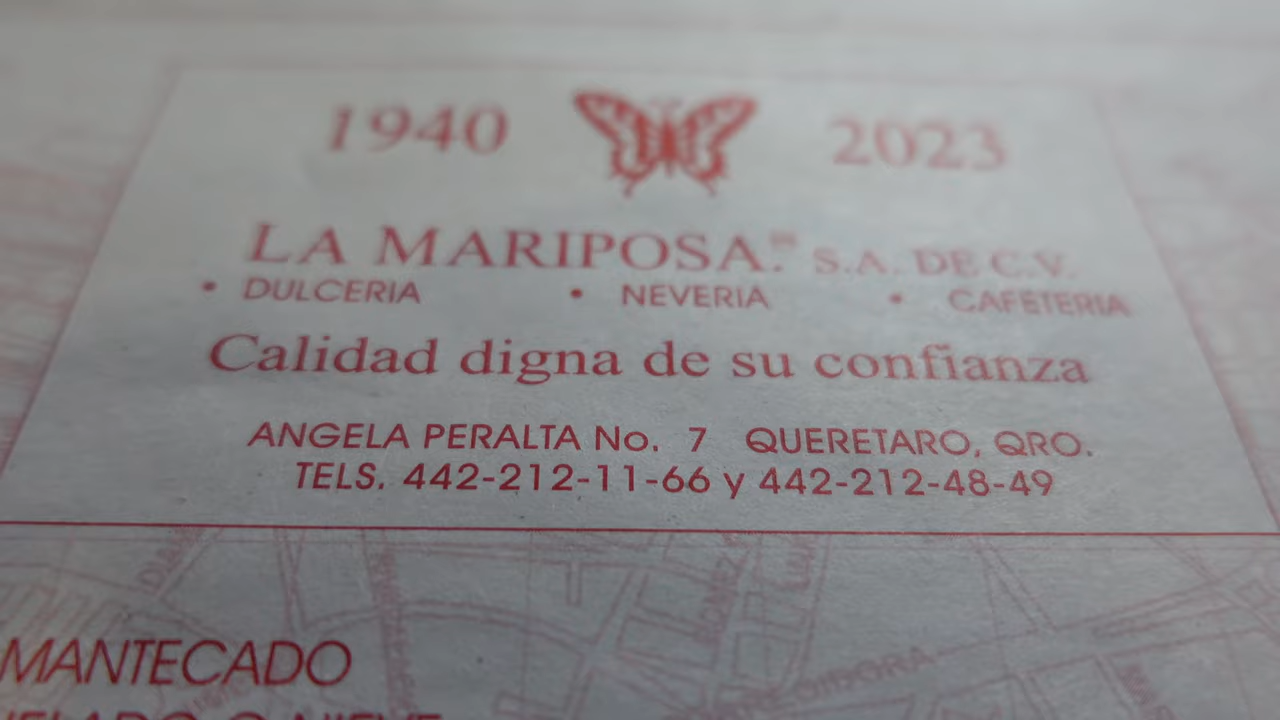 1940 2023
LA MARIPOSA.® S.A. DE C.V.
• DULCERIA • NEVERIA • CAFETERIA
Calidad digna de su confianza
ANGELA PERALTA No. 7 QUERETARO, QRO.
TELS. 442-212-11-66 y 442-212-48-49
MANTECADO